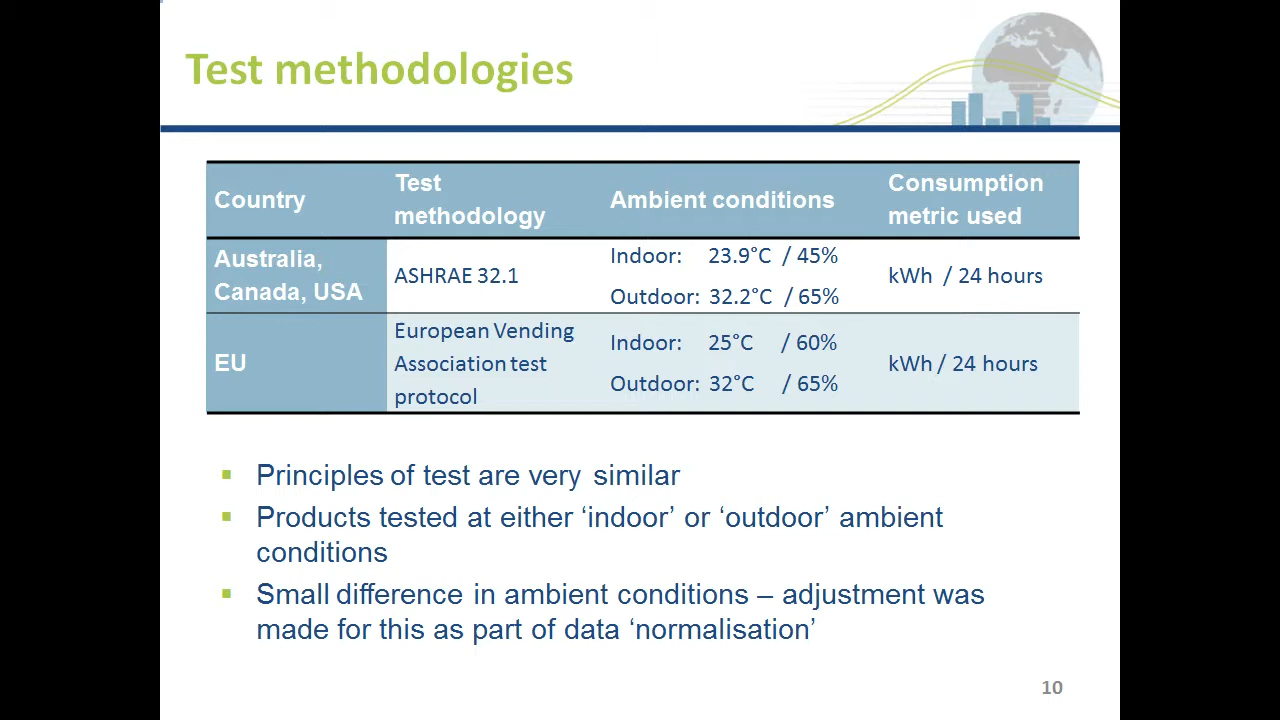 Test methodologies
Country
Test
methodology
Ambient conditions
Consumption
metric used
Australia,
Canada, USA
ASHRAE 32.1
Indoor: 23.9°C / 45%
Outdoor: 32.2°C / 65%
kWh / 24 hours
EU
European Vending
Association test
protocol
Indoor: 25°C / 60%
Outdoor: 32°C / 65%
kWh / 24 hours
▪ Principles of test are very similar
▪ Products tested at either ‘indoor’ or ‘outdoor’ ambient
conditions
▪ Small difference in ambient conditions – adjustment was
made for this as part of data ‘normalisation’
10